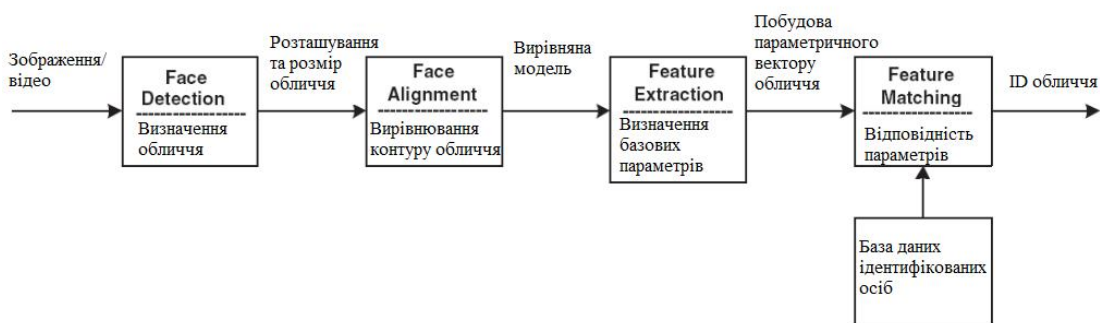 Зображення/
відео
Face
Detection
Визначення
обличчя
Розташування
та розмір
обличчя
Face
Alignment
Вирівнювання
контуру обличчя
Вирівняна
модель
Feature
Extraction
Визначення
базових
параметрів
Побудова
параметричного
вектору
обличчя
Feature
Matching
Відповідність
параметрів
ID обличчя
База даних
ідентифікованих
осіб